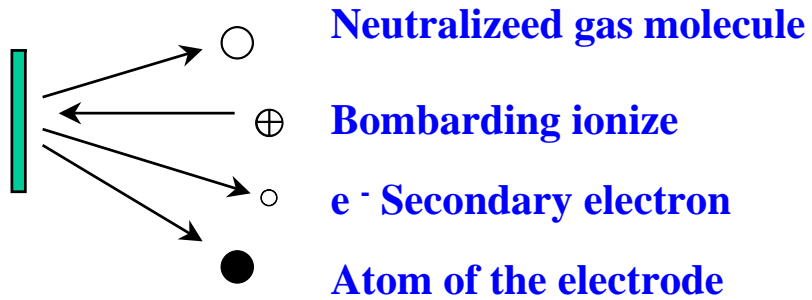 Neutralizeed gas molecule
Bombarding ionize
e - Secondary electron
Atom of the electrode